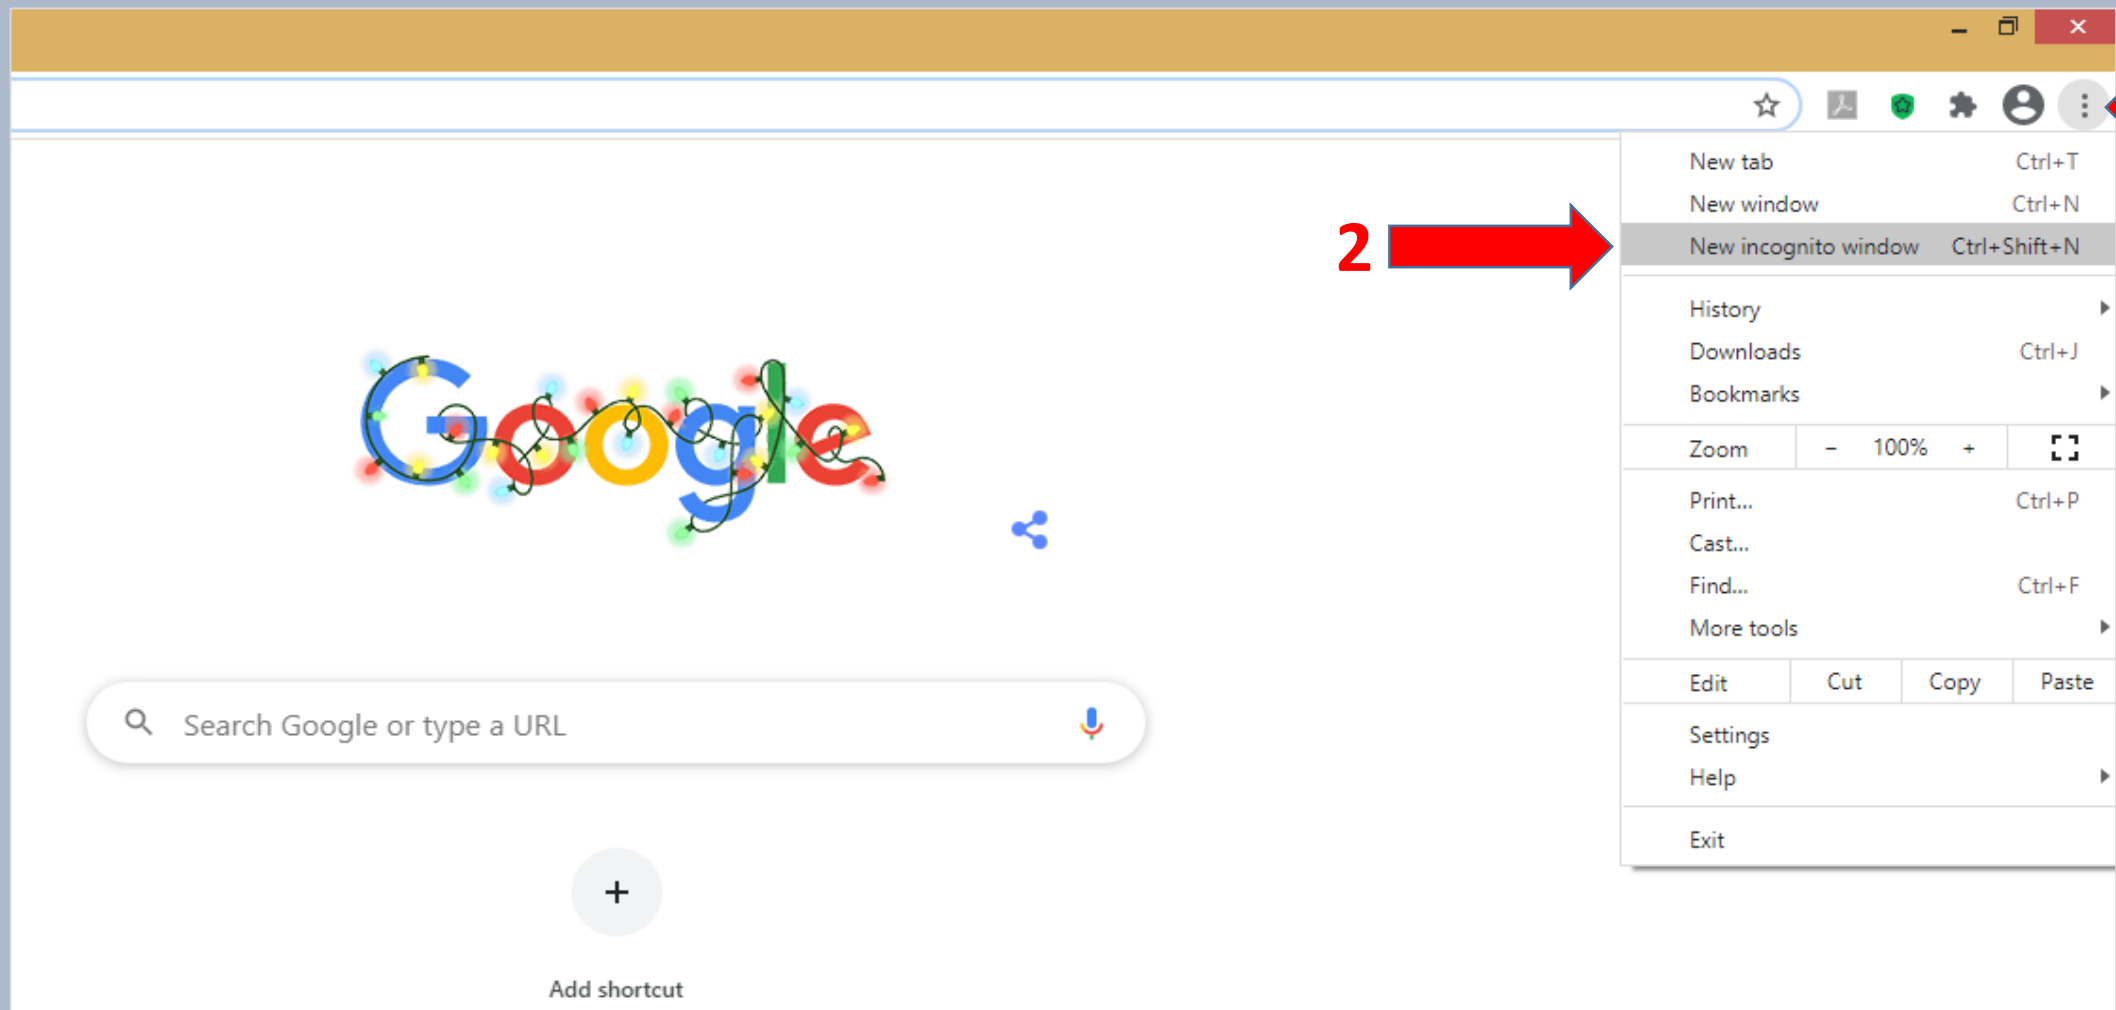 New tab Ctrl+T
New window Ctrl+N
2 New incognito window Ctrl+Shift+N
History
Downloads Ctrl+J
Bookmarks
Zoom − 100% +
Google
Print... Ctrl+P
Cast...
Find... Ctrl+F
More tools
Edit Cut Copy Paste
Search Google or type a URL
Settings
Help
Exit
Add shortcut